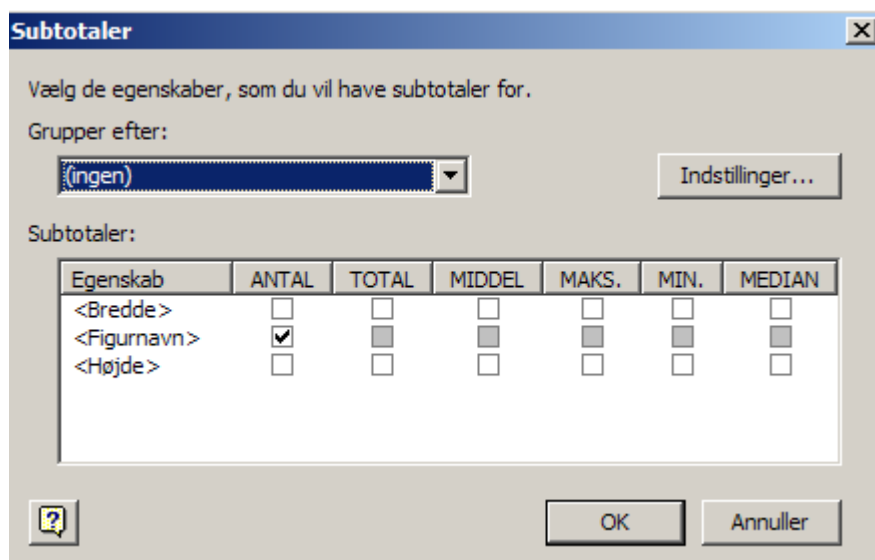 Subtotaler
Vælg de egenskaber, som du vil have subtotaler for.
Grupper efter:
(ingen) Indstillinger...
Subtotaler:
Egenskab ANTAL TOTAL MIDDEL MAKS. MIN. MEDIAN
<Bredde>
<Figurnavn>
<Højde>
OK Annuller